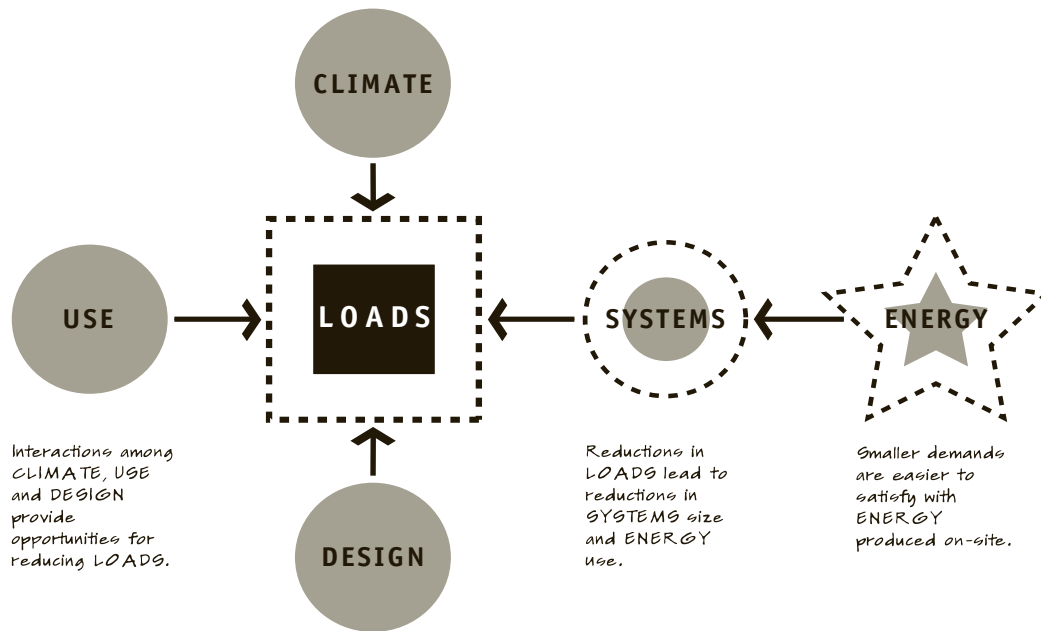 CLIMATE
USE
LOADS
SYSTEMS
ENERGY
DESIGN
Interactions among
CLIMATE, USE
and DESIGN
provide
opportunities for
reducing LOADS.
Reductions in
LOADS lead to
reductions in
SYSTEMS size
and ENERGY
use.
Smaller demands
are easier to
satisfy with
ENERGY
produced on-site.